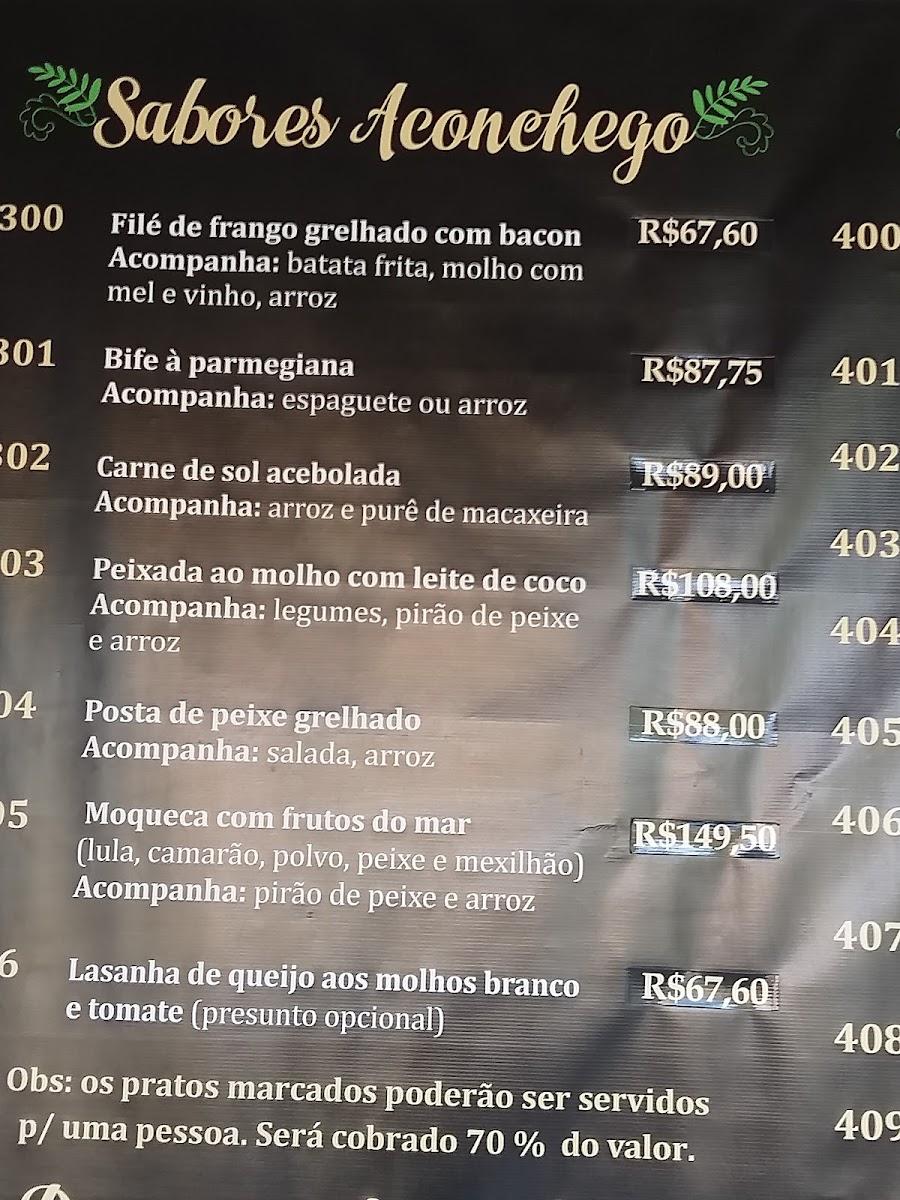 Sabores Aconchego
300 Filé de frango grelhado com bacon R$67,60 400
Acompanha: batata frita, molho com
mel e vinho, arroz
301 Bife à parmegiana R$87,75 401
Acompanha: espaguete ou arroz
302 Carne de sol acebolada R$89,00 402
Acompanha: arroz e purê de macaxeira
03 Peixada ao molho com leite de coco R$108,00 403
Acompanha: legumes, pirão de peixe
e arroz
404
04 Posta de peixe grelhado R$88,00 405
Acompanha: salada, arroz
05 Moqueca com frutos do mar R$149,50 406
(lula, camarão, polvo, peixe e mexilhão)
Acompanha: pirão de peixe e arroz
407
6 Lasanha de queijo aos molhos branco R$67,60
e tomate (presunto opcional) 408
Obs: os pratos marcados poderão ser servidos
p/ uma pessoa. Será cobrado 70 % do valor. 409